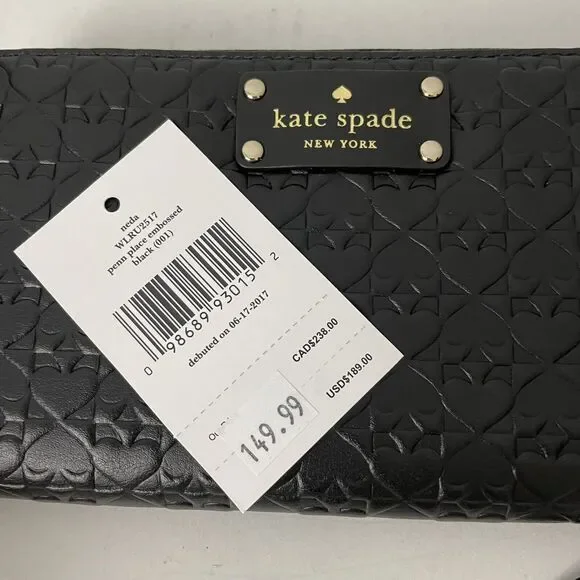 kate spade
NEW YORK
neda
WLRU2517
penn place embossed
black (001)
0 98689 93015 2
debuted on 06-17-2017
CAD$238.00
USD$189.00
149.99